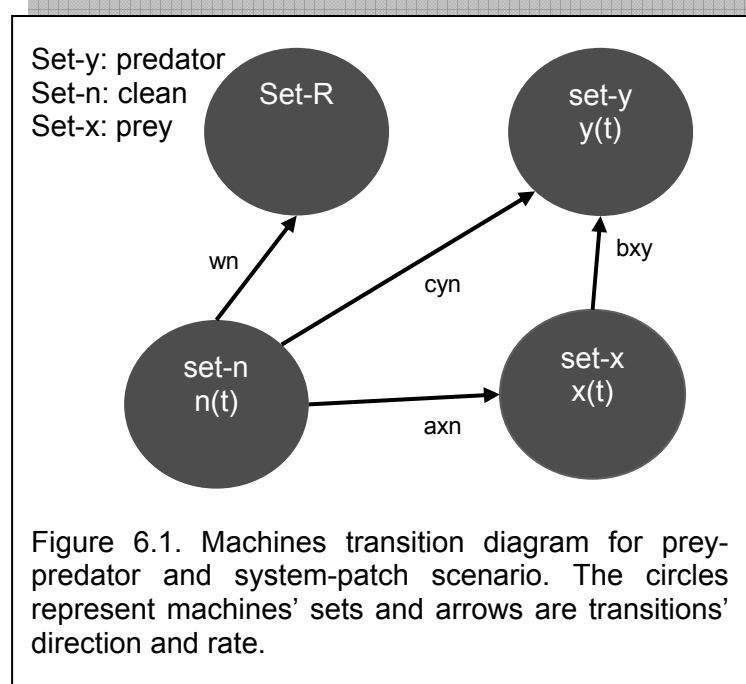 Set-y: predator
Set-n: clean
Set-x: prey
Set-R
set-y
y(t)
wn
cyn
bxy
set-n
n(t)
set-x
x(t)
axn
Figure 6.1. Machines transition diagram for prey-
predator and system-patch scenario. The circles
represent machines’ sets and arrows are transitions’
direction and rate.